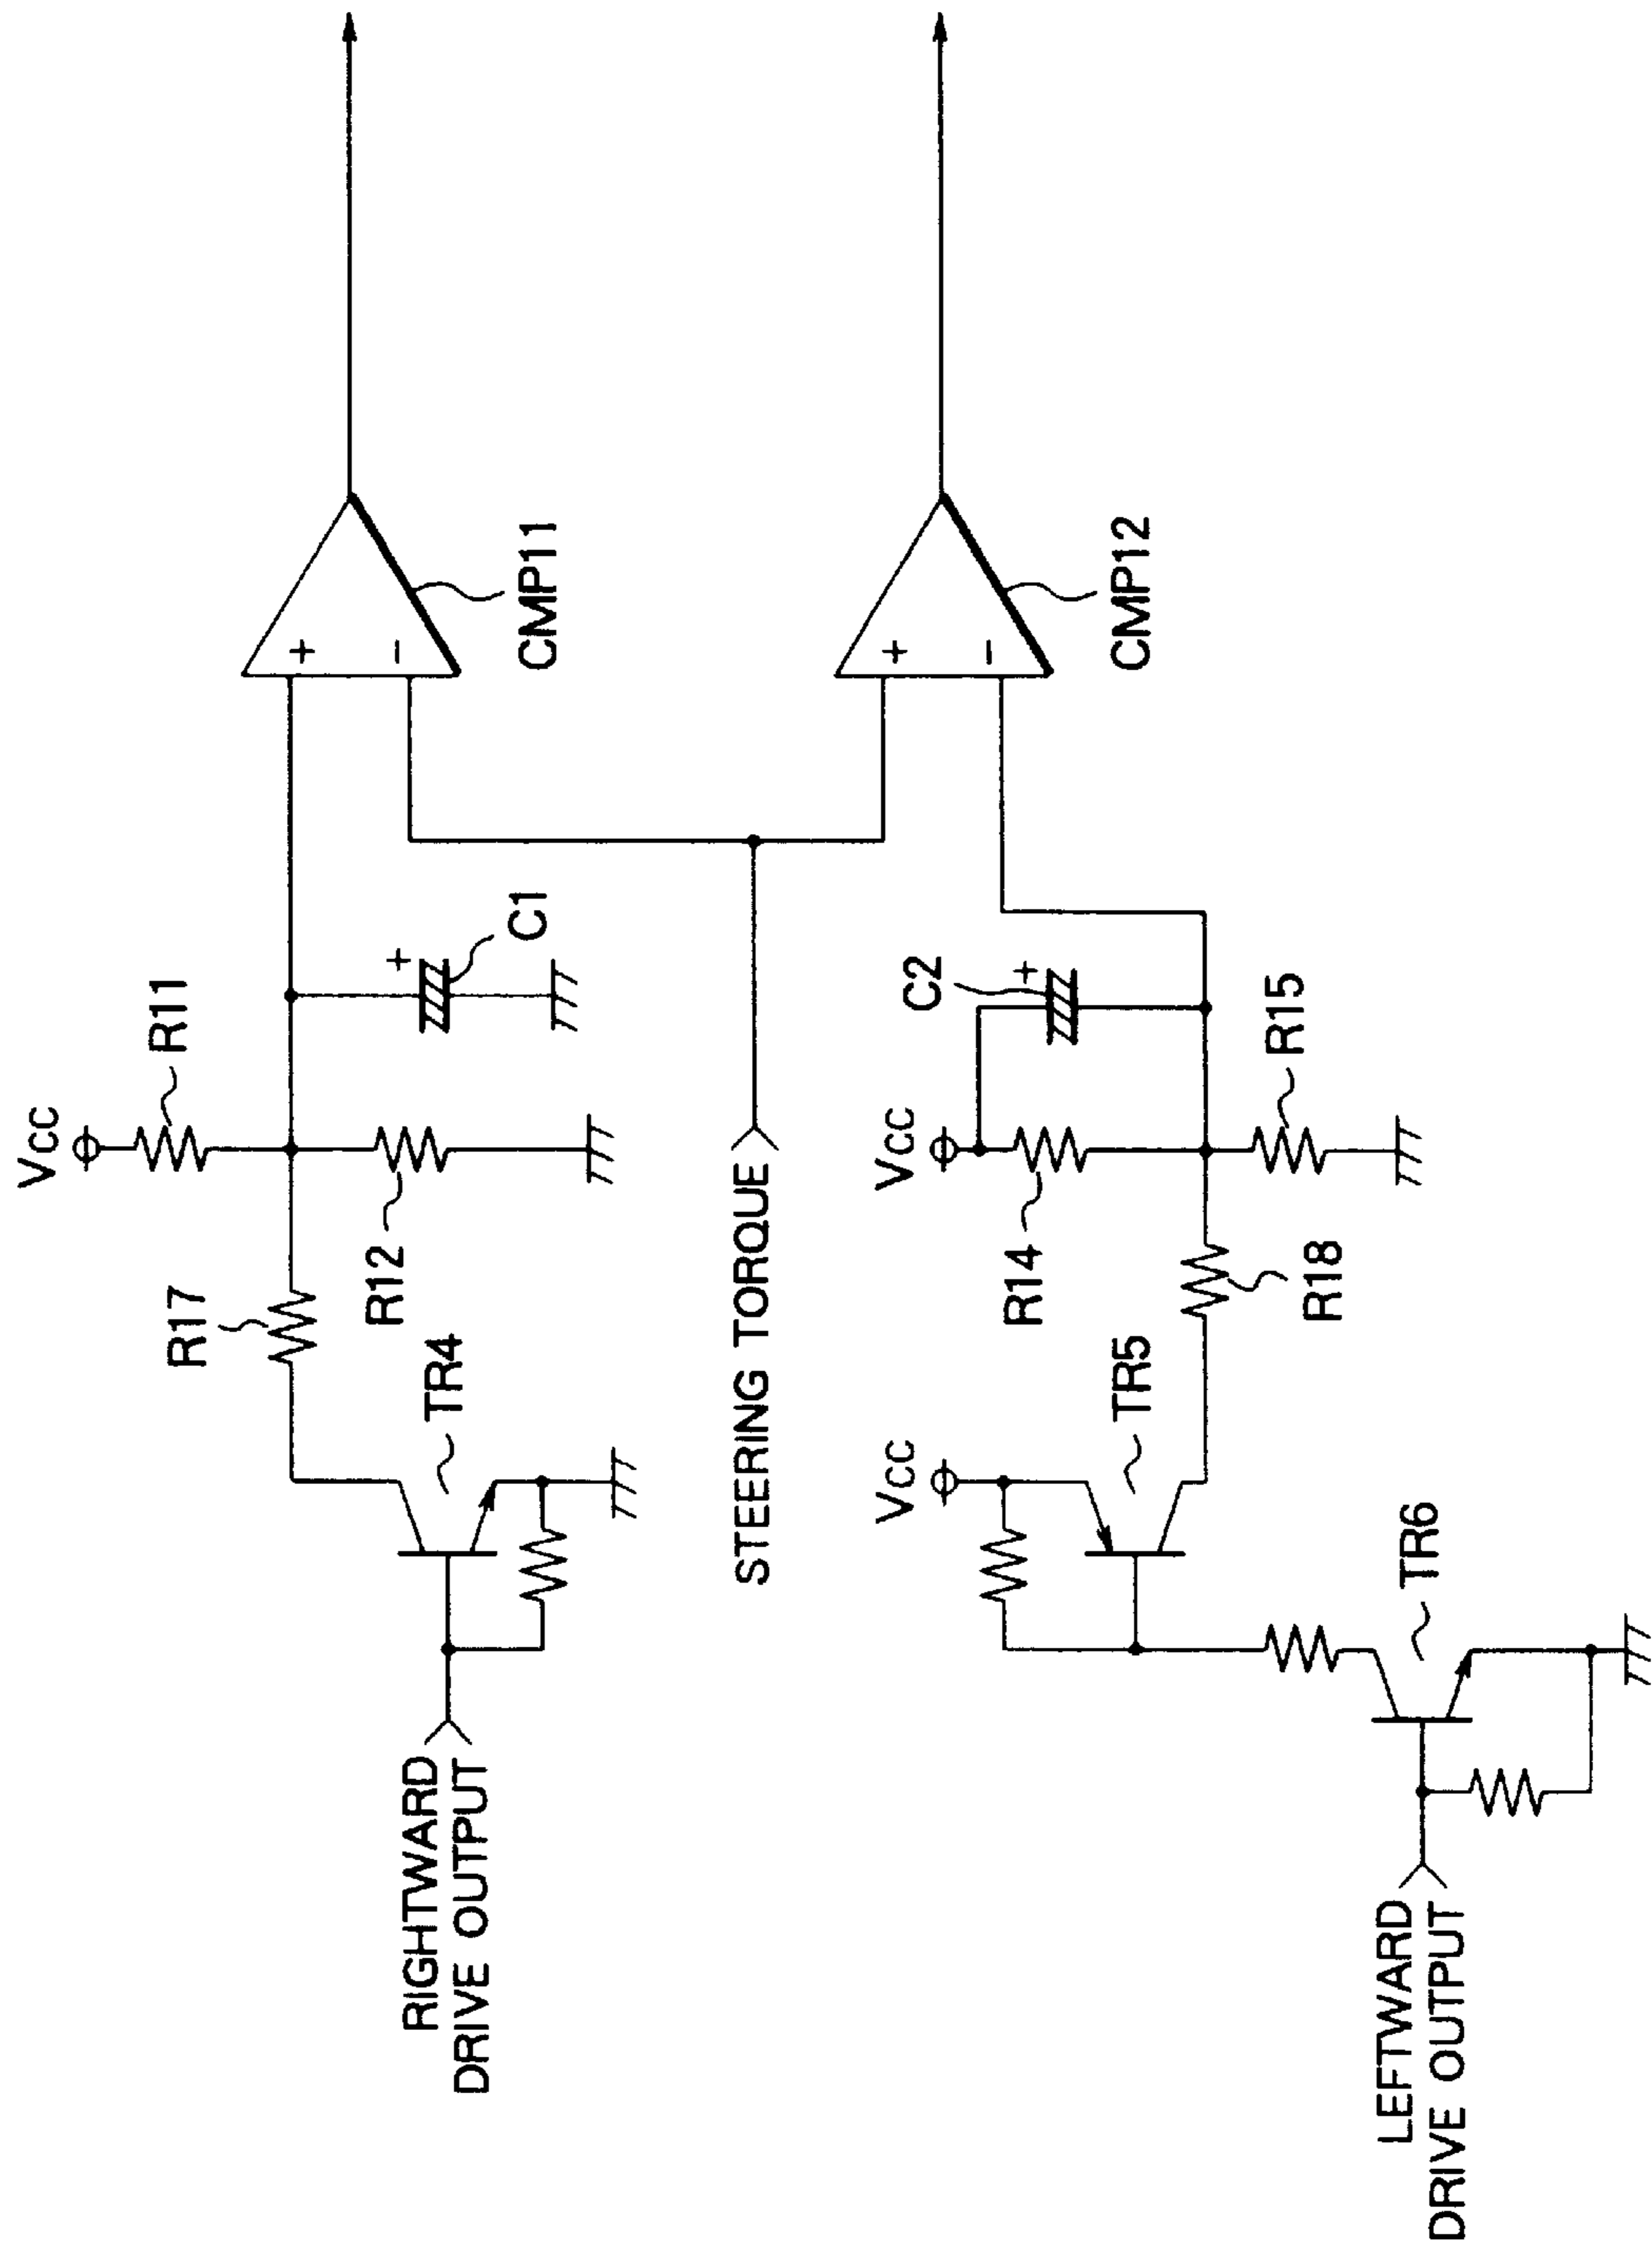 VCC
R11
R17
R12
TR4
C1
+
+
−
CMP11
RIGHTWARD
DRIVE OUTPUT
STEERING TORQUE
VCC
VCC
C2
+
R14
R15
R18
TR5
TR6
+
−
CMP12
LEFTWARD
DRIVE OUTPUT